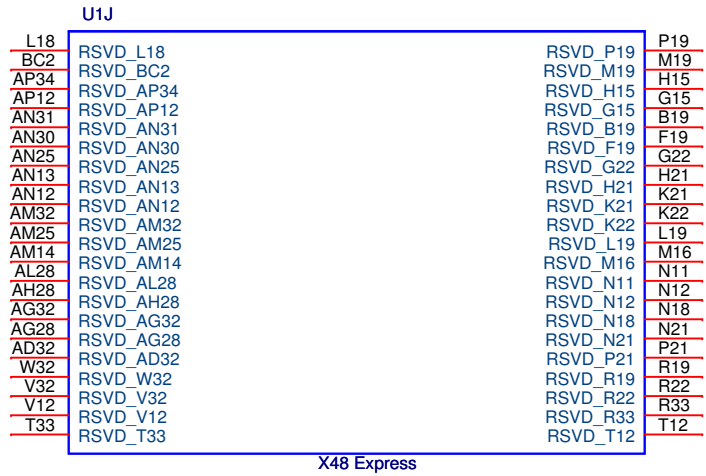 U1J
L18 RSVD_L18 RSVD_P19 P19
BC2 RSVD_BC2 RSVD_M19 M19
AP34 RSVD_AP34 RSVD_H15 H15
AP12 RSVD_AP12 RSVD_G15 G15
AN31 RSVD_AN31 RSVD_B19 B19
AN30 RSVD_AN30 RSVD_F19 F19
AN25 RSVD_AN25 RSVD_G22 G22
AN13 RSVD_AN13 RSVD_H21 H21
AN12 RSVD_AN12 RSVD_K21 K21
AM32 RSVD_AM32 RSVD_K22 K22
AM25 RSVD_AM25 RSVD_L19 L19
AM14 RSVD_AM14 RSVD_M16 M16
AL28 RSVD_AL28 RSVD_N11 N11
AH28 RSVD_AH28 RSVD_N12 N12
AG32 RSVD_AG32 RSVD_N18 N18
AG28 RSVD_AG28 RSVD_N21 N21
AD32 RSVD_AD32 RSVD_P21 P21
W32 RSVD_W32 RSVD_R19 R19
V32 RSVD_V32 RSVD_R22 R22
V12 RSVD_V12 RSVD_R33 R33
T33 RSVD_T33 RSVD_T12 T12
X48 Express